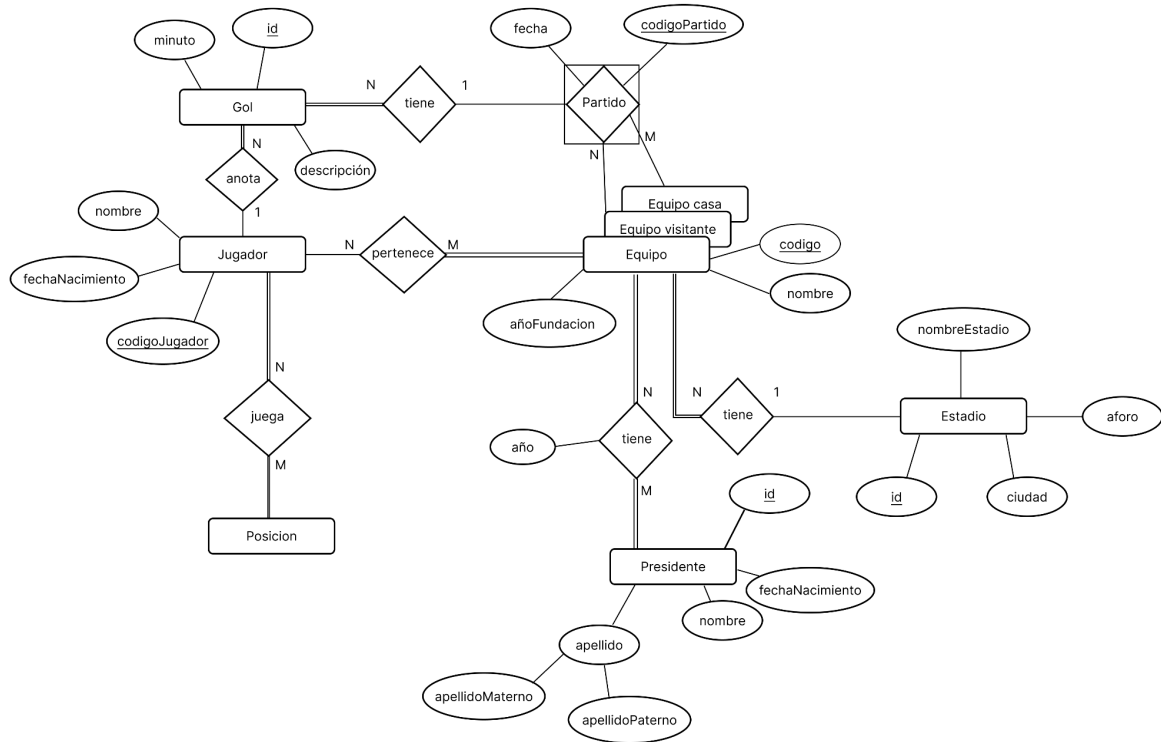 id
codigoPartido
fecha
minuto
N
1
tiene
Partido
Gol
M
N
N
descripción
anota
Equipo casa
nombre
1
Equipo visitante
codigo
N
M
Jugador
pertenece
Equipo
fechaNacimiento
nombre
añoFundacion
nombreEstadio
codigoJugador
N
N
N
1
juega
tiene
Estadio
aforo
año
tiene
M
M
id
id
ciudad
Posicion
Presidente
fechaNacimiento
nombre
apellido
apellidoMaterno
apellidoPaterno